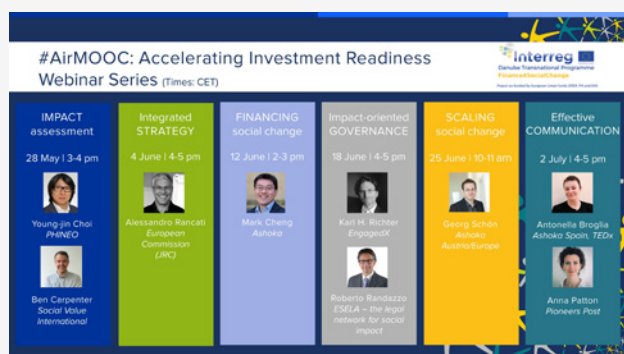 #AirMOOC: Accelerating Investment Readiness
Webinar Series (Times: CET)
Interreg
Danube Transnational Programme
Finance4SocialChange
IMPACT
assessment
28 May | 3-4 pm
Young-jin Choi
PHINEO
Ben Carpenter
Social Value
International
Integrated
STRATEGY
4 June | 4-5 pm
Alessandro Rancati
European
Commission
(JRC)
FINANCING
social change
12 June | 2-3 pm
Mark Cheng
Ashoka
Impact-oriented
GOVERNANCE
18 June | 4-5 pm
Karl H. Richter
EngagedX
Roberto Randazzo
ESELA – the legal
network for social
impact
SCALING
social change
25 June | 10-11 am
Georg Schön
Ashoka
Austria/Europe
Effective
COMMUNICATION
2 July | 4-5 pm
Antonella Broglia
Ashoka Spain, TEDx
Anna Patton
Pioneers Post